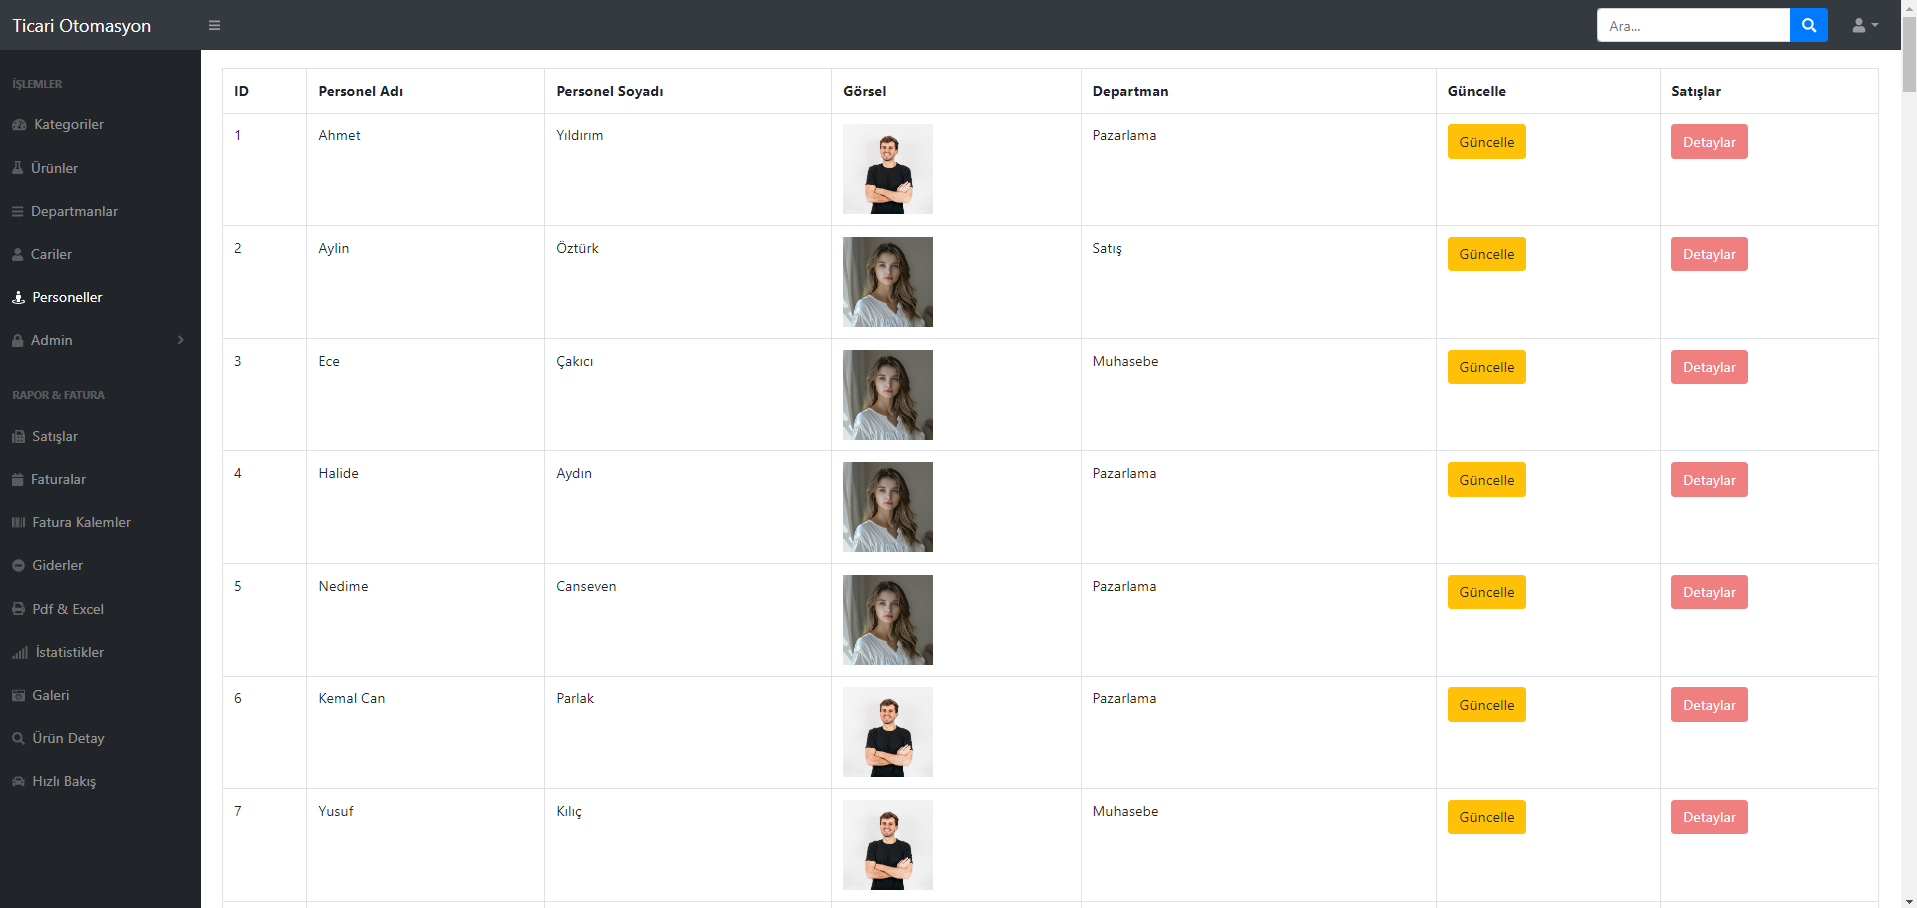 Ticari Otomasyon
Ara...
İŞLEMLER
Kategoriler
Ürünler
Departmanlar
Cariler
Personeller
Admin
RAPOR & FATURA
Satışlar
Faturalar
Fatura Kalemler
Giderler
Pdf & Excel
İstatistikler
Galeri
Ürün Detay
Hızlı Bakış
ID Personel Adı Personel Soyadı Görsel Departman Güncelle Satışlar
1 Ahmet Yıldırım Pazarlama Güncelle Detaylar
2 Aylin Öztürk Satış Güncelle Detaylar
3 Ece Çakıcı Muhasebe Güncelle Detaylar
4 Halide Aydın Pazarlama Güncelle Detaylar
5 Nedime Canseven Pazarlama Güncelle Detaylar
6 Kemal Can Parlak Pazarlama Güncelle Detaylar
7 Yusuf Kılıç Muhasebe Güncelle Detaylar